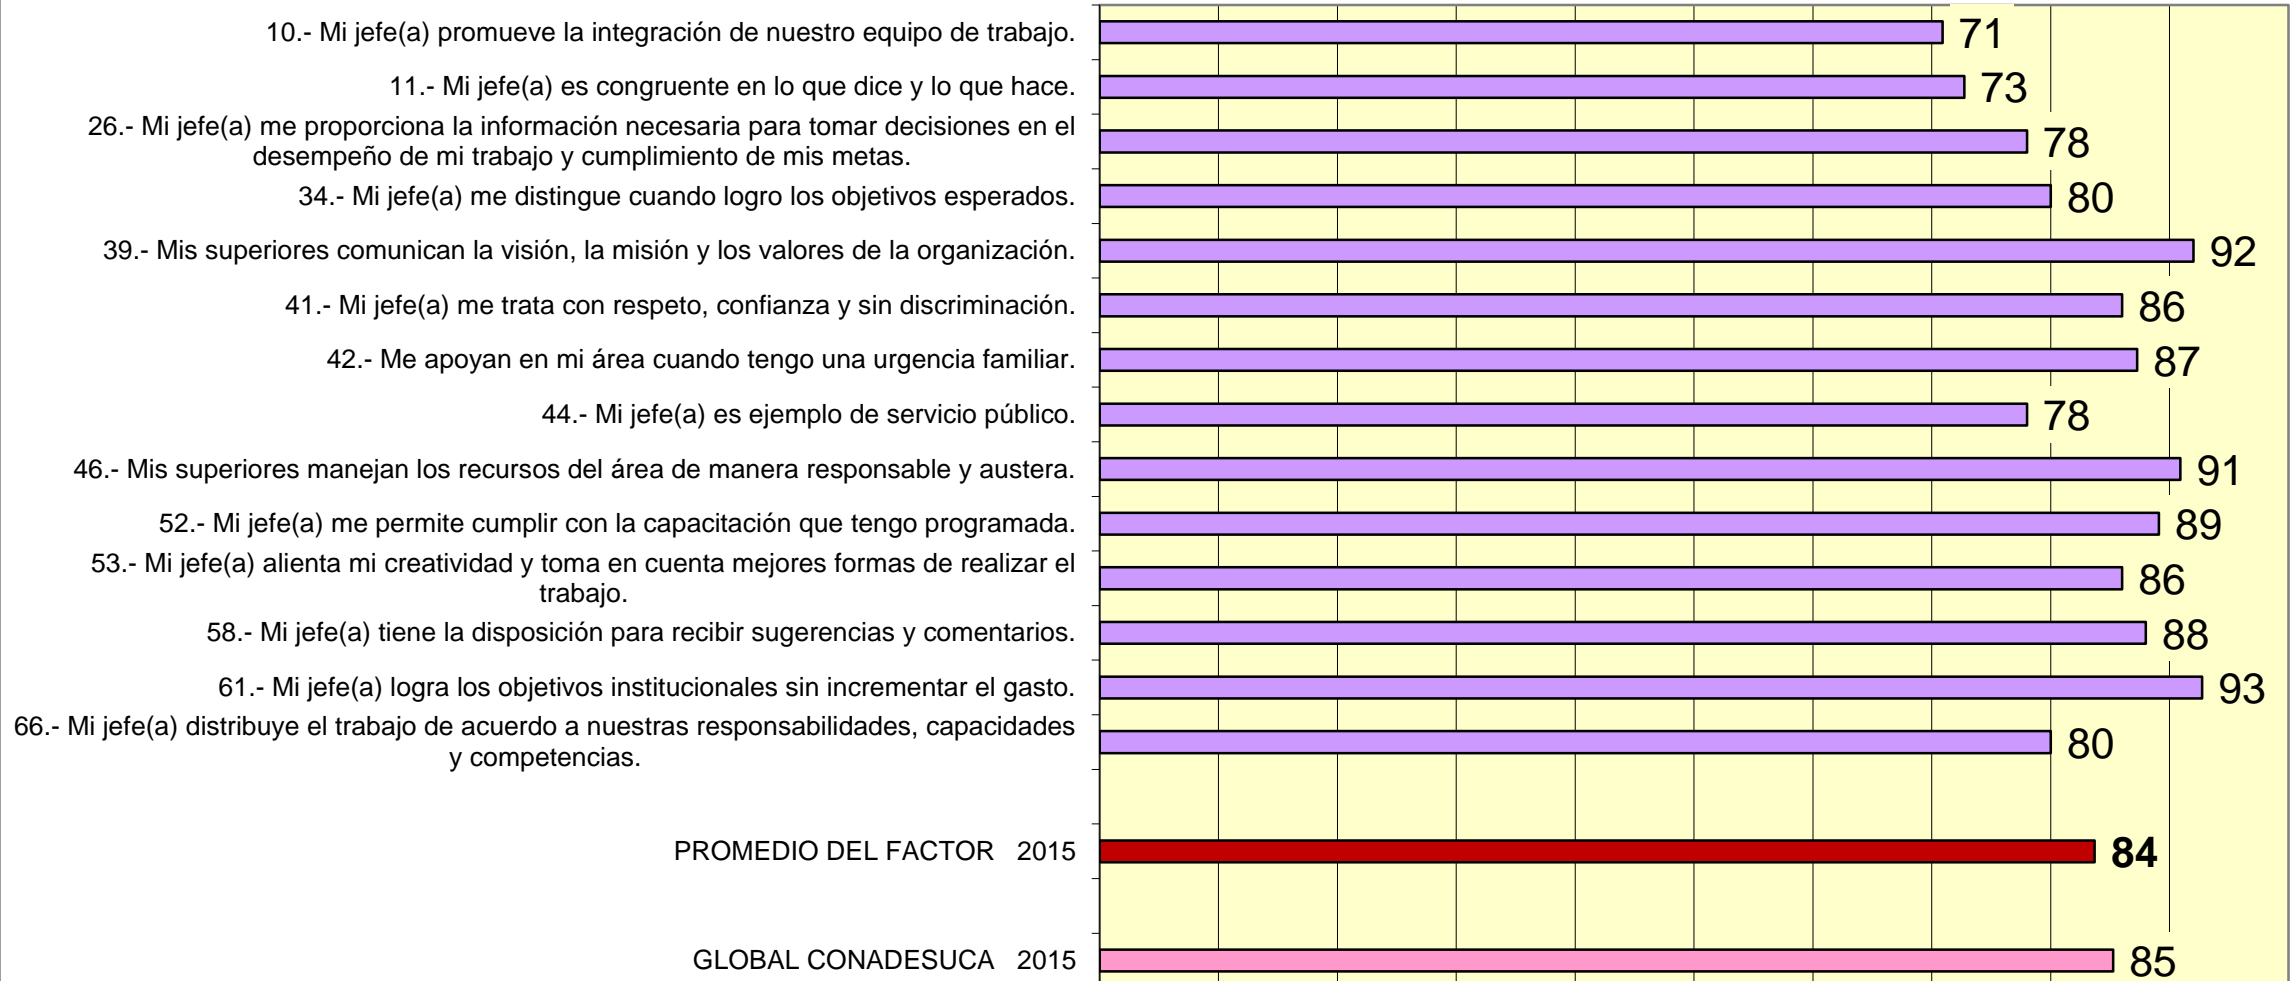 10.- Mi jefe(a) promueve la integración de nuestro equipo de trabajo. 71
11.- Mi jefe(a) es congruente en lo que dice y lo que hace. 73
26.- Mi jefe(a) me proporciona la información necesaria para tomar decisiones en el
desempeño de mi trabajo y cumplimiento de mis metas. 78
34.- Mi jefe(a) me distingue cuando logro los objetivos esperados. 80
39.- Mis superiores comunican la visión, la misión y los valores de la organización. 92
41.- Mi jefe(a) me trata con respeto, confianza y sin discriminación. 86
42.- Me apoyan en mi área cuando tengo una urgencia familiar. 87
44.- Mi jefe(a) es ejemplo de servicio público. 78
46.- Mis superiores manejan los recursos del área de manera responsable y austera. 91
52.- Mi jefe(a) me permite cumplir con la capacitación que tengo programada. 89
53.- Mi jefe(a) alienta mi creatividad y toma en cuenta mejores formas de realizar el
trabajo. 86
58.- Mi jefe(a) tiene la disposición para recibir sugerencias y comentarios. 88
61.- Mi jefe(a) logra los objetivos institucionales sin incrementar el gasto. 93
66.- Mi jefe(a) distribuye el trabajo de acuerdo a nuestras responsabilidades, capacidades
y competencias. 80
PROMEDIO DEL FACTOR 2015 84
GLOBAL CONADESUCA 2015 85